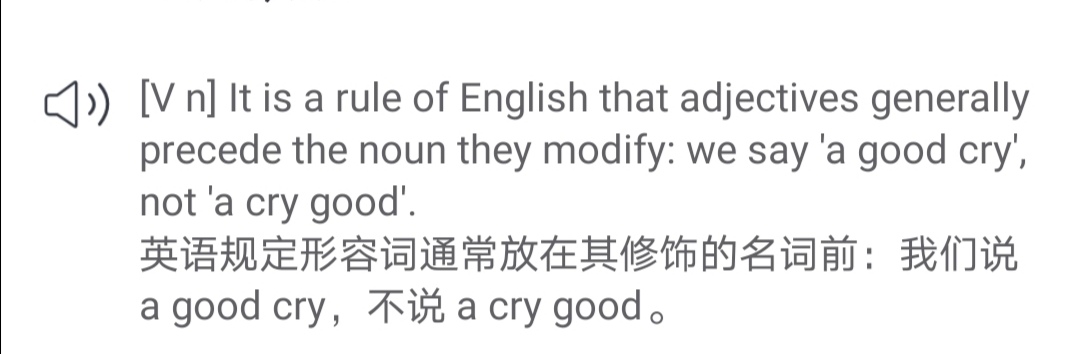 [V n] It is a rule of English that adjectives generally
precede the noun they modify: we say 'a good cry',
not 'a cry good'.
英语规定形容词通常放在其修饰的名词前：我们说
a good cry，不说 a cry good。